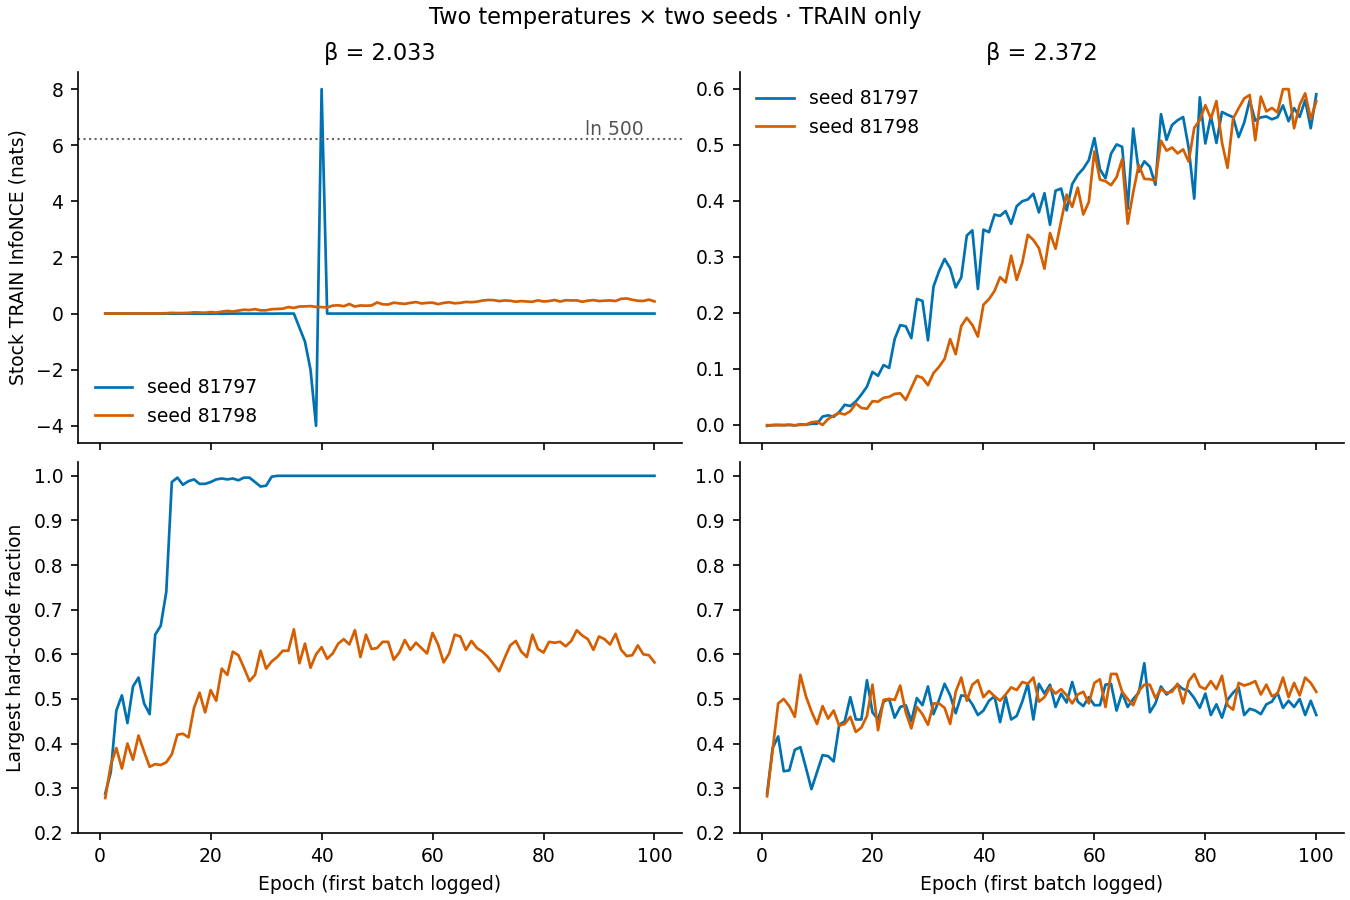 Two temperatures × two seeds · TRAIN only
β = 2.033
Stock TRAIN InfoNCE (nats)
8
6
4
2
0
−2
−4
ln 500
seed 81797
seed 81798
β = 2.372
0.6
0.5
0.4
0.3
0.2
0.1
0.0
seed 81797
seed 81798
Largest hard-code fraction
1.0
0.9
0.8
0.7
0.6
0.5
0.4
0.3
0.2
0 20 40 60 80 100
Epoch (first batch logged)
1.0
0.9
0.8
0.7
0.6
0.5
0.4
0.3
0.2
0 20 40 60 80 100
Epoch (first batch logged)